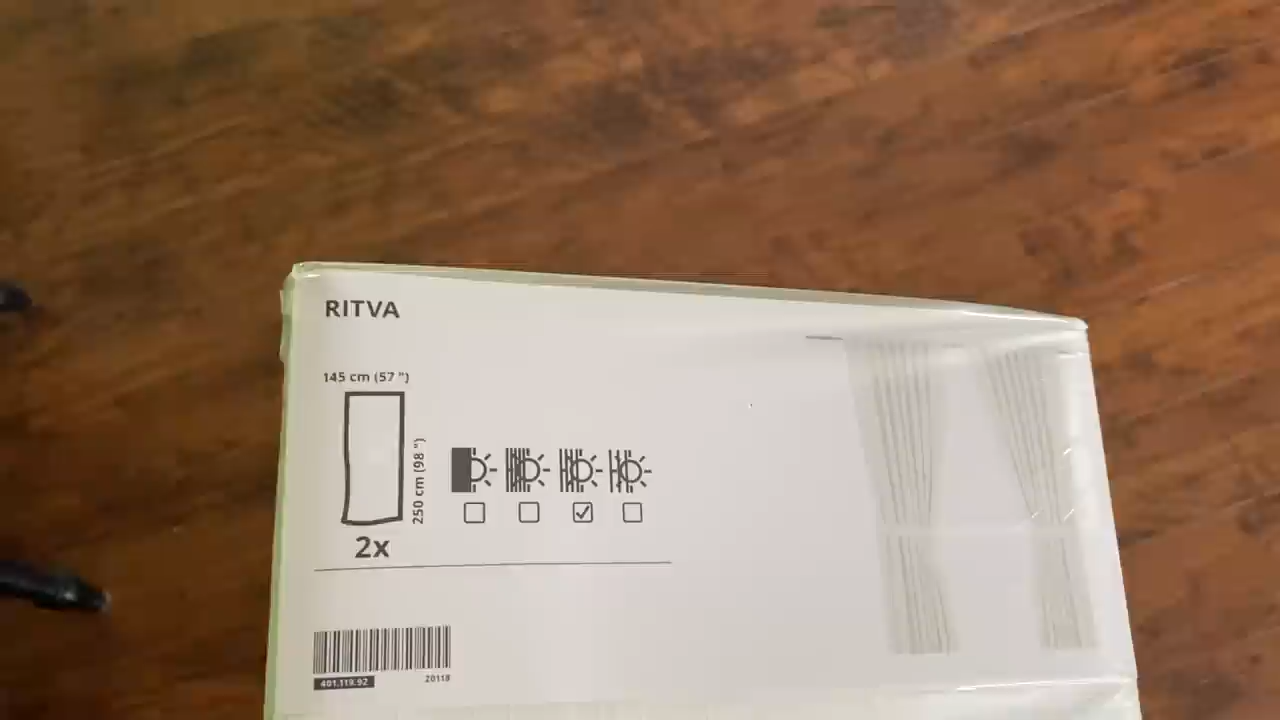 RITVA
145 cm (57 ")
250 cm (98 ")
2x
401.119.92
20118